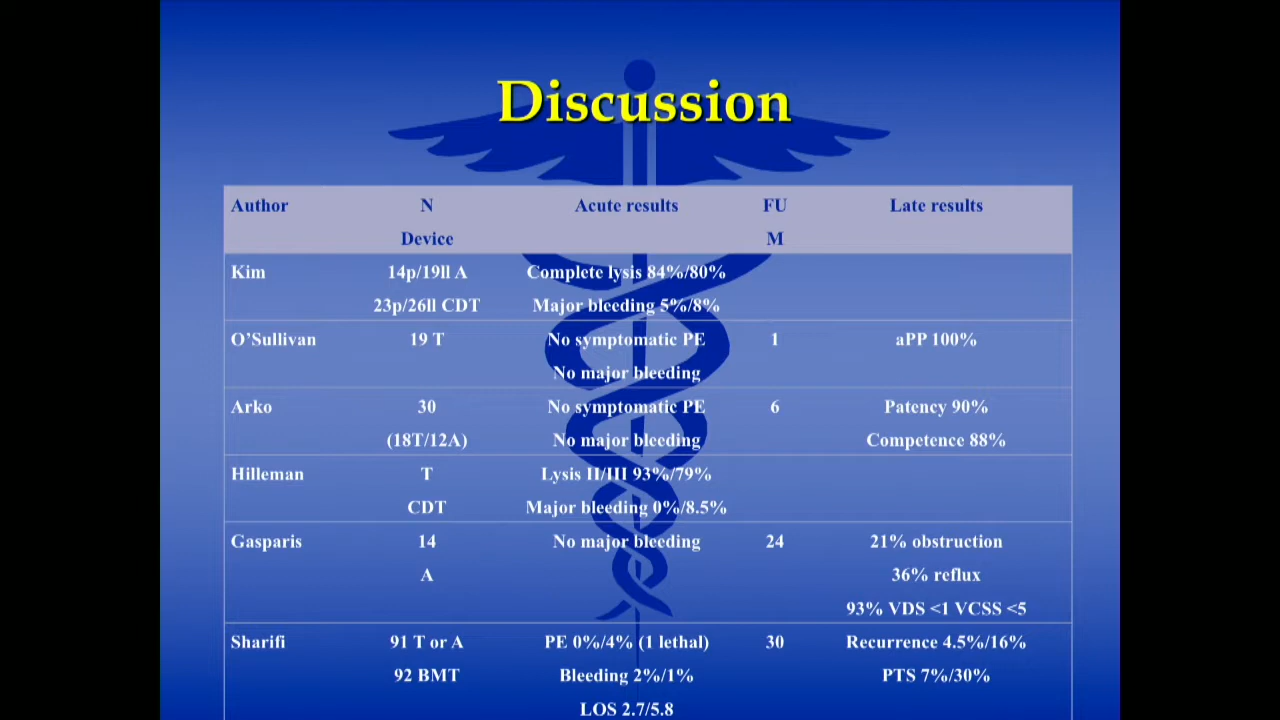 Discussion
Author N Acute results FU Late results
Device M
Kim 14p/19ll A Complete lysis 84%/80%
23p/26ll CDT Major bleeding 5%/8%
O’Sullivan 19 T No symptomatic PE 1 aPP 100%
No major bleeding
Arko 30 No symptomatic PE 6 Patency 90%
(18T/12A) No major bleeding Competence 88%
Hilleman T Lysis II/III 93%/79%
CDT Major bleeding 0%/8.5%
Gasparis 14 No major bleeding 24 21% obstruction
A 36% reflux
93% VDS <1 VCSS <5
Sharifi 91 T or A PE 0%/4% (1 lethal) 30 Recurrence 4.5%/16%
92 BMT Bleeding 2%/1% PTS 7%/30%
LOS 2.7/5.8